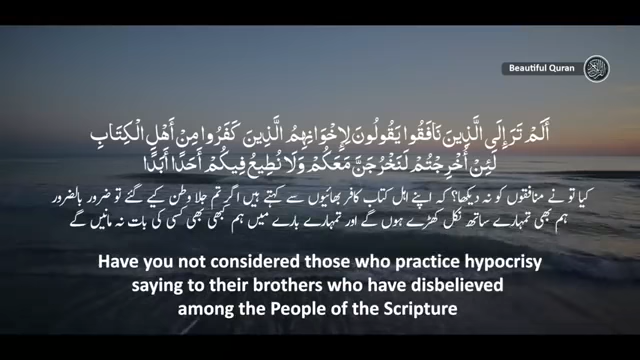 Beautiful Quran
أَلَمْ تَرَ إِلَى الَّذِينَ نَافَقُوا يَقُولُونَ لِإِخْوَانِهِمُ الَّذِينَ كَفَرُوا مِنْ أَهْلِ الْكِتَابِ
لَئِنْ أُخْرِجْتُمْ لَنَخْرُجَنَّ مَعَكُمْ وَلَا نُطِيعُ فِيكُمْ أَحَدًا أَبَدًا
کیا تو نے منافقوں کو نہ دیکھا؟ کہ اپنے اہل کتاب کافر بھائیوں سے کہتے ہیں اگر تم جلا وطن کیے گئے تو ضرور بالضرور
ہم بھی تمہارے ساتھ نکل کھڑے ہوں گے اور تمہارے بارے میں ہم کبھی بھی کسی کی بات نہ مانیں گے
Have you not considered those who practice hypocrisy
saying to their brothers who have disbelieved
among the People of the Scripture